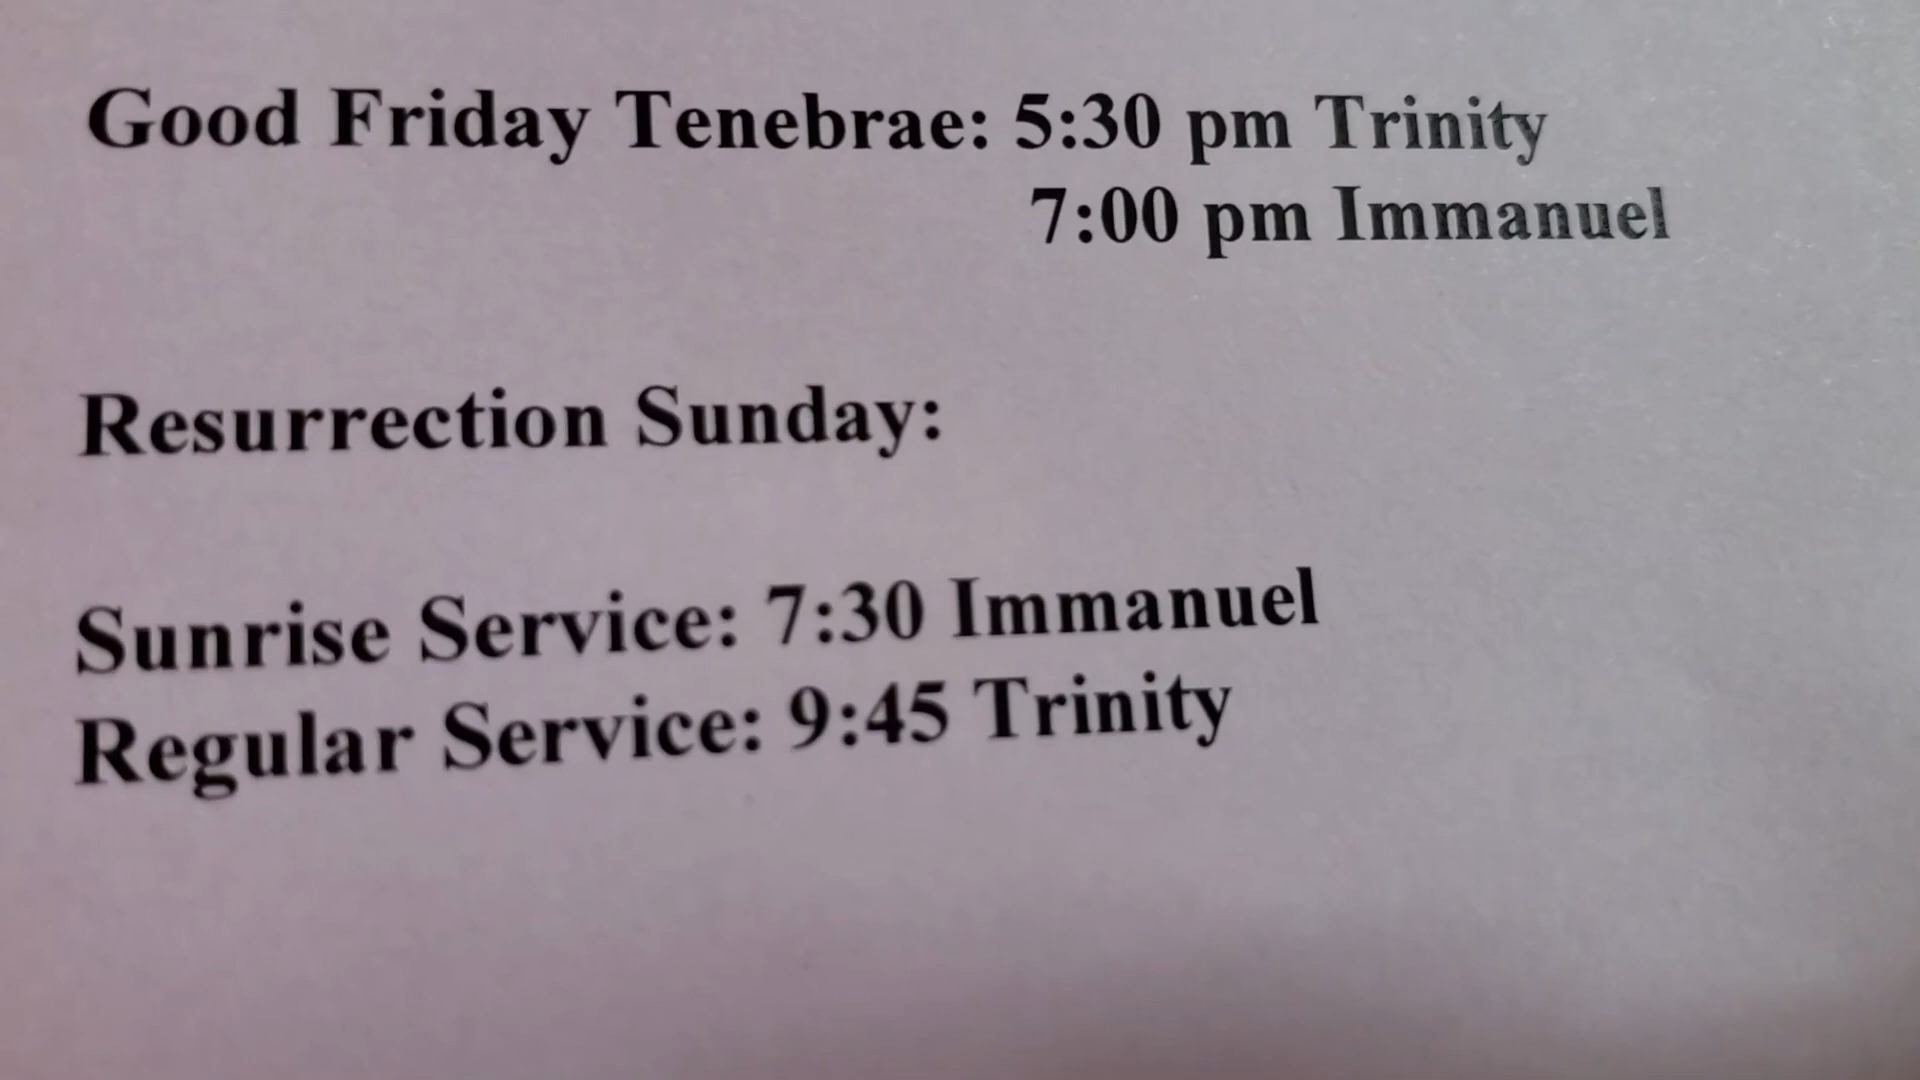 Good Friday Tenebrae: 5:30 pm Trinity
7:00 pm Immanuel
Resurrection Sunday:
Sunrise Service: 7:30 Immanuel
Regular Service: 9:45 Trinity